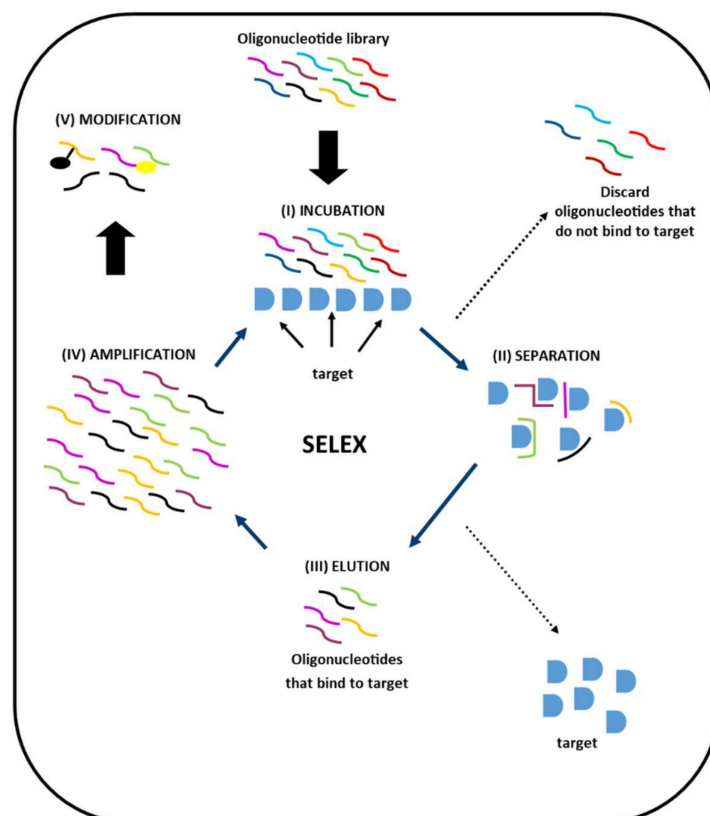 Oligonucleotide library
(V) MODIFICATION
(I) INCUBATION
Discard
oligonucleotides that
do not bind to target
(IV) AMPLIFICATION
target
(II) SEPARATION
SELEX
(III) ELUTION
Oligonucleotides
that bind to target
target